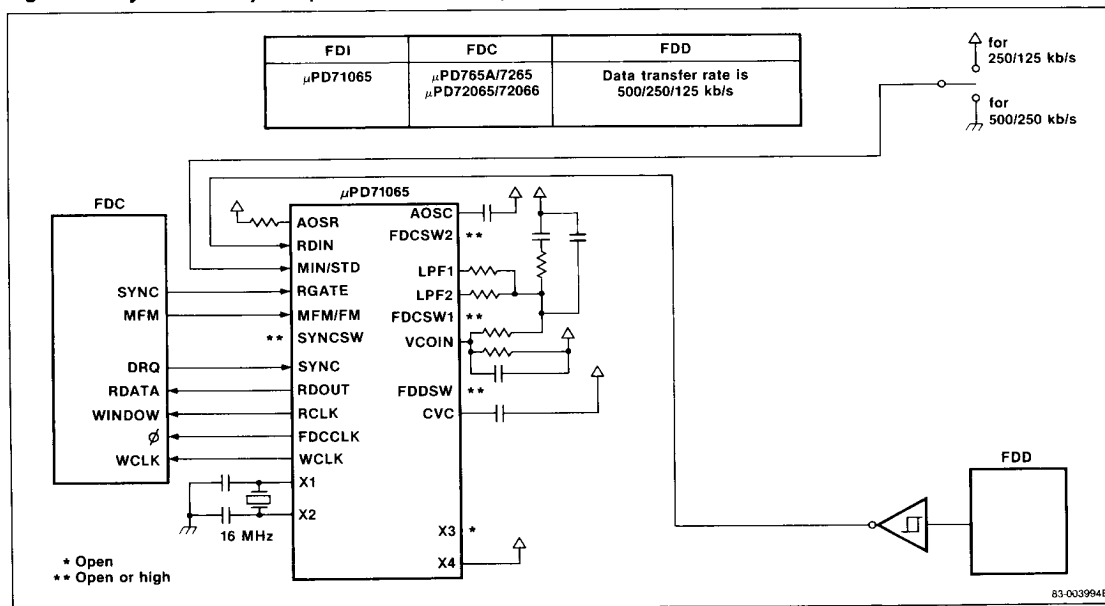 FDI FDC FDD
μPD71065 μPD765A/7265 Data transfer rate is
μPD72065/72066 500/250/125 kb/s
for
250/125 kb/s
for
500/250 kb/s
FDC
SYNC
MFM
DRQ
RDATA
WINDOW
Ø
WCLK
μPD71065
AOSR
RDIN
MIN/STD
RGATE
MFM/FM
** SYNCSW
SYNC
RDOUT
RCLK
FDCCLK
WCLK
X1
X2
16 MHz
AOSC
FDCSW2 **
LPF1
LPF2
FDCSW1 **
VCOIN
FDDSW **
CVC
X3 *
X4
FDD
* Open
** Open or high
83-003994B